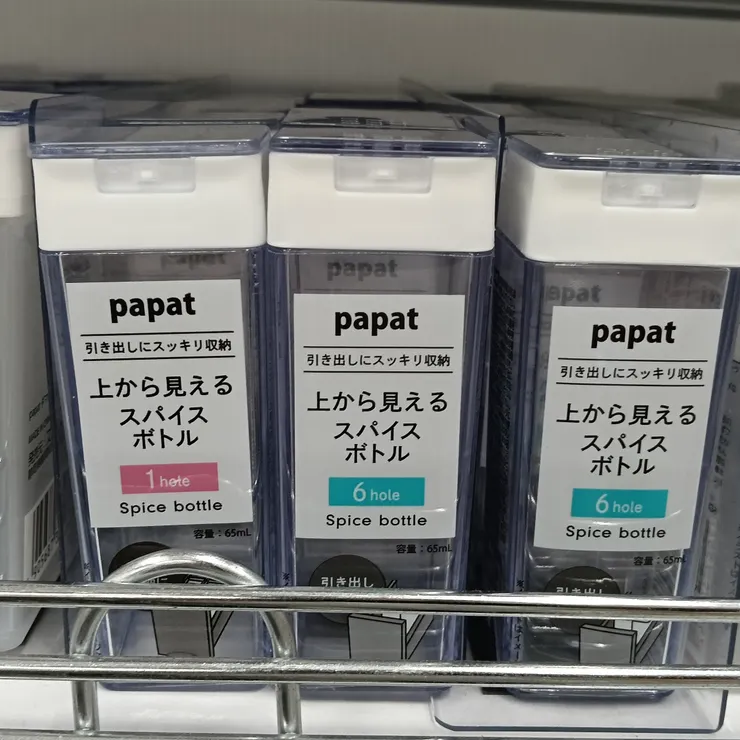 papat
引き出しにスッキリ収納
上から見える
スパイス
ボトル
1 hole
Spice bottle
容量：65mL
papat
引き出しにスッキリ収納
上から見える
スパイス
ボトル
6 hole
Spice bottle
容量：65mL
引き出し
papat
引き出しにスッキリ収納
上から見える
スパイス
ボトル
6 hole
Spice bottle
容量：65mL
引き出し